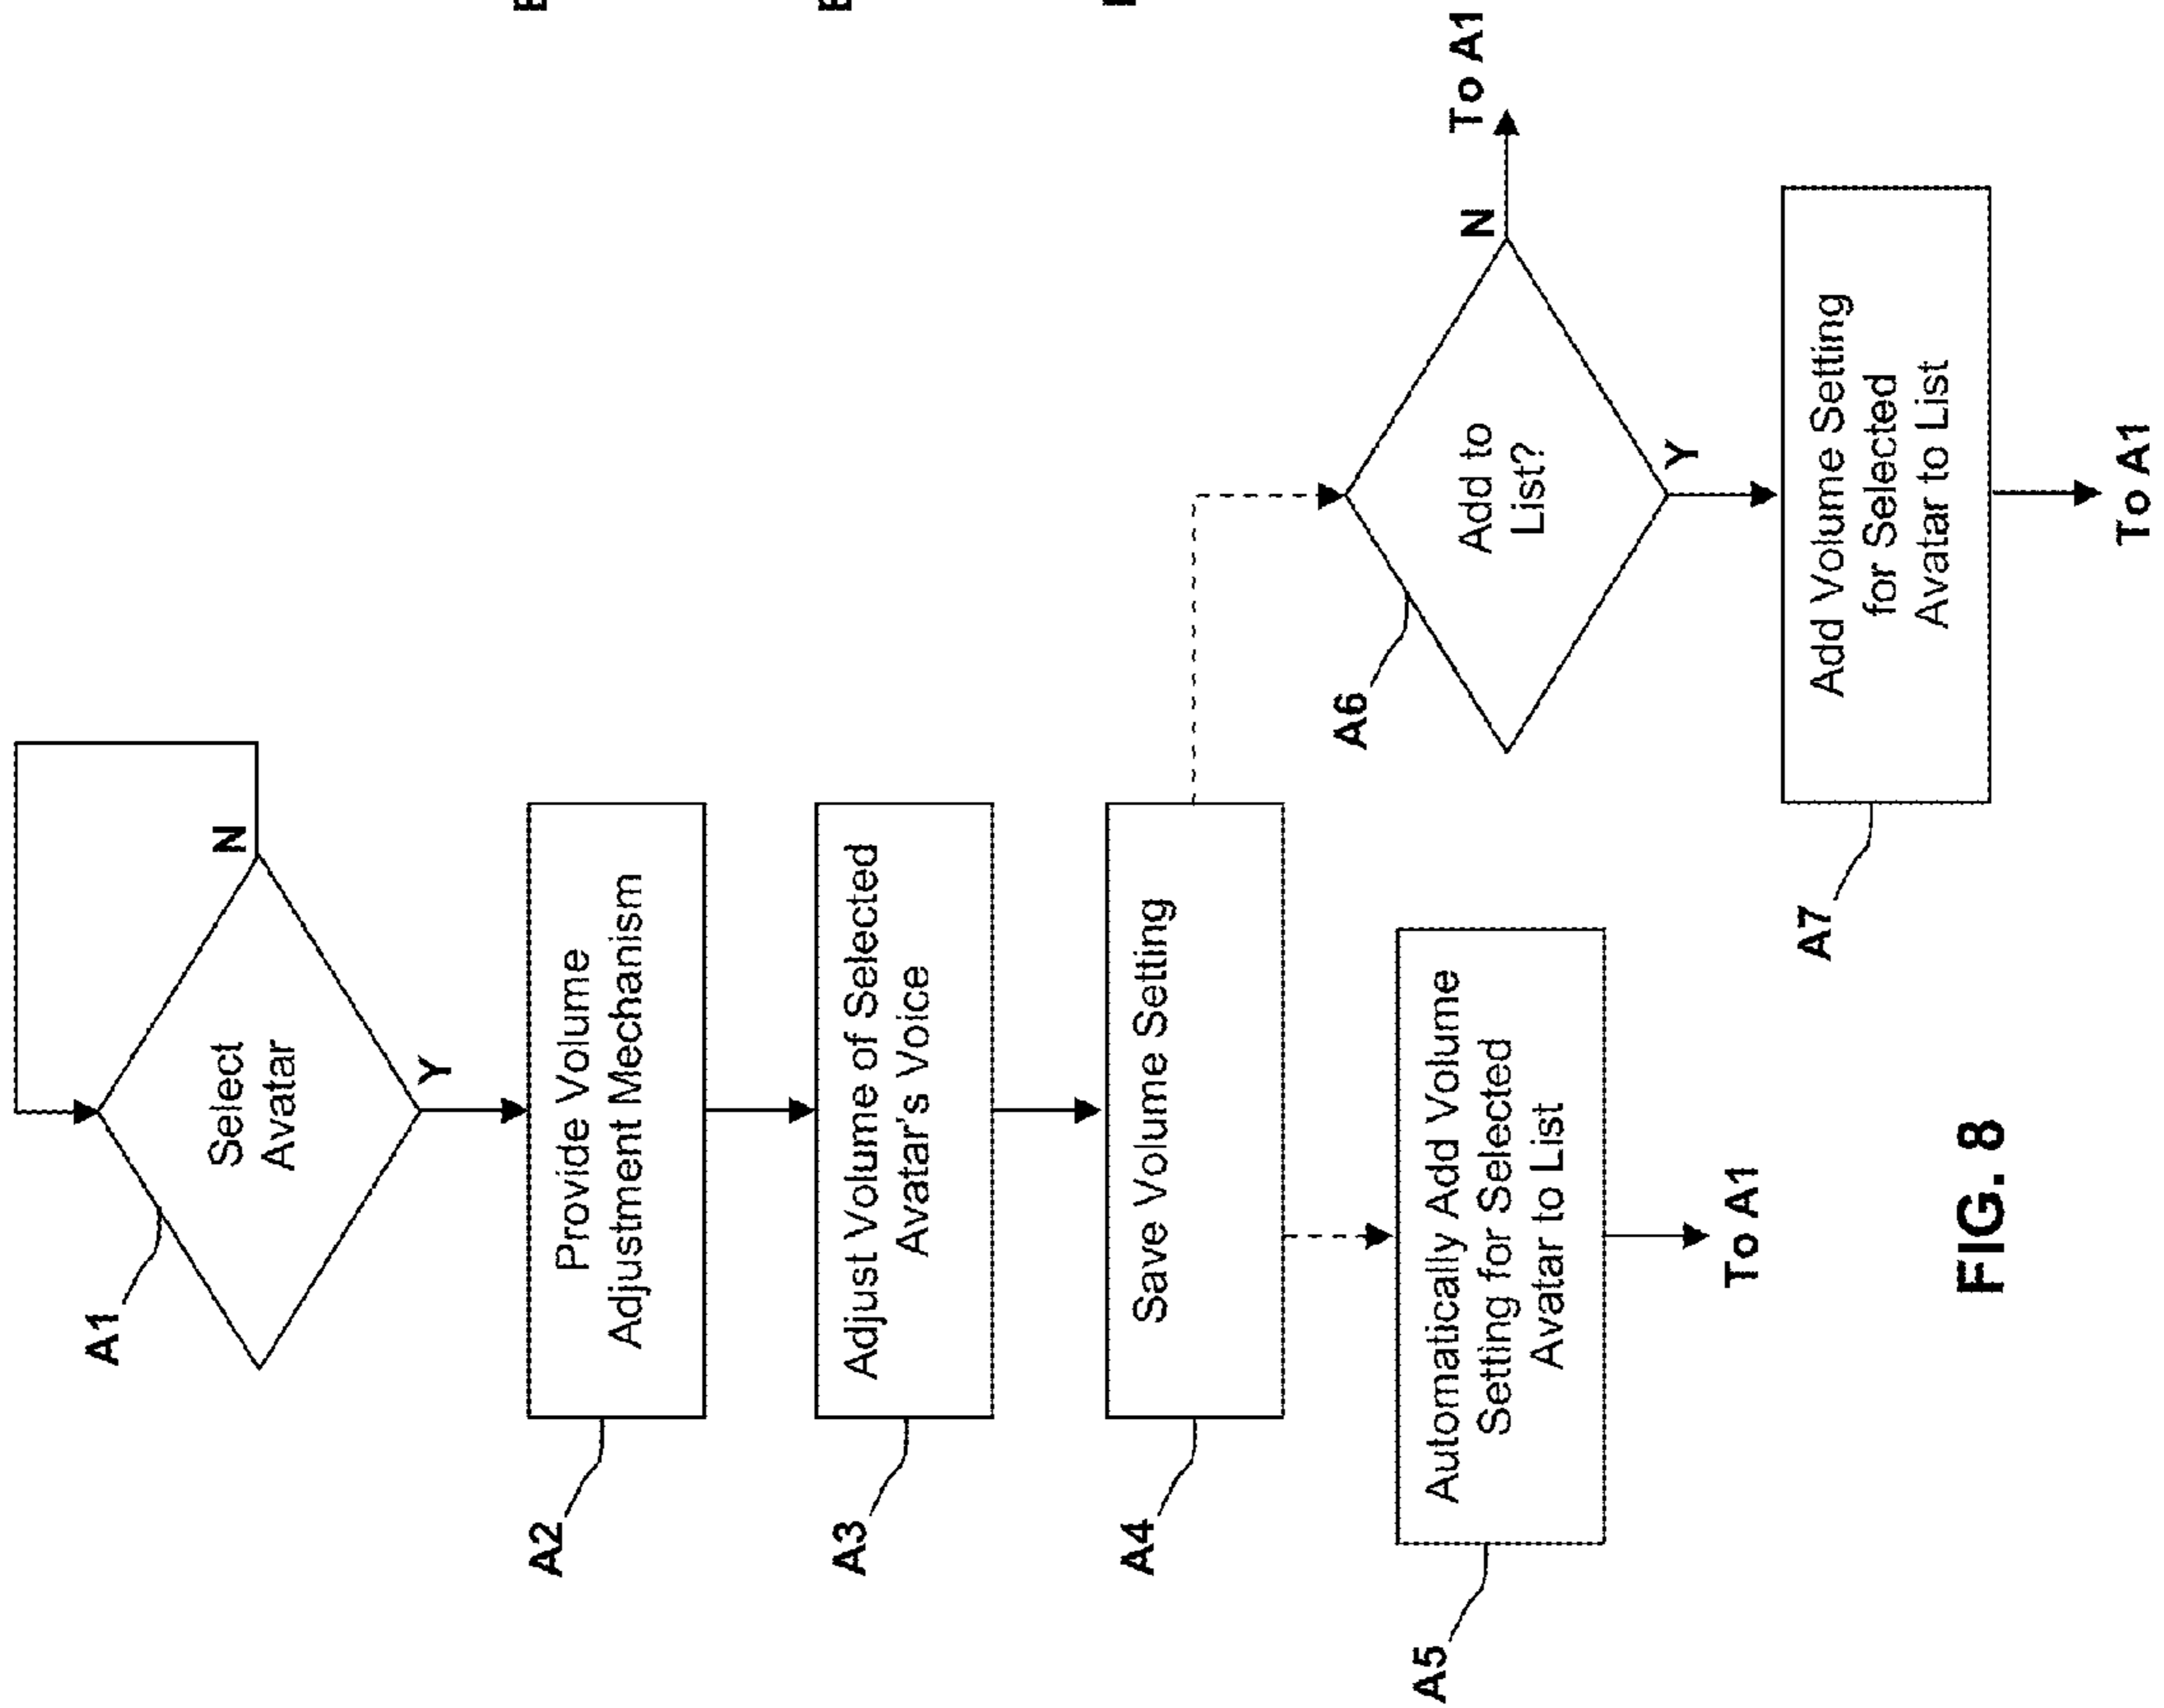 A1
Select
Avatar
N
Y
A2
Provide Volume
Adjustment Mechanism
A3
Adjust Volume of Selected
Avatar's Voice
A4
Save Volume Setting
A5
Automatically Add Volume
Setting for Selected
Avatar to List
To A1
A6
Add to
List?
N
To A1
Y
A7
Add Volume Setting
for Selected
Avatar to List
To A1
FIG. 8